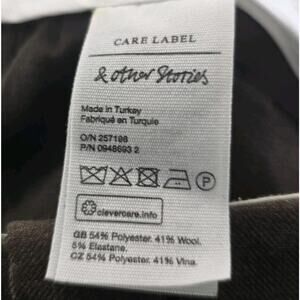 CARE LABEL
& other Stories
Made in Turkey
Fabriqué en Turquie
O/N 257198
P/N 0948693 2
P
clevercare.info
GB 54% Polyester. 41% Wool.
5% Elastane.
CZ 54% Polyester. 41% Vlna.